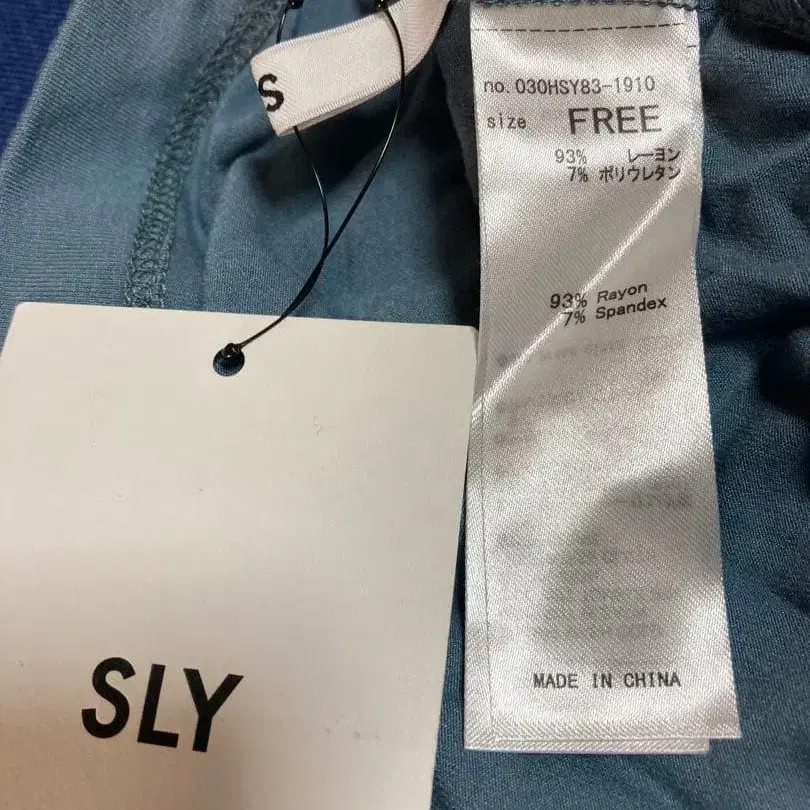 S
no. 030HSY83-1910
size FREE
93% レーヨン
7% ポリウレタン
93% Rayon
7% Spandex
MADE IN CHINA
SLY